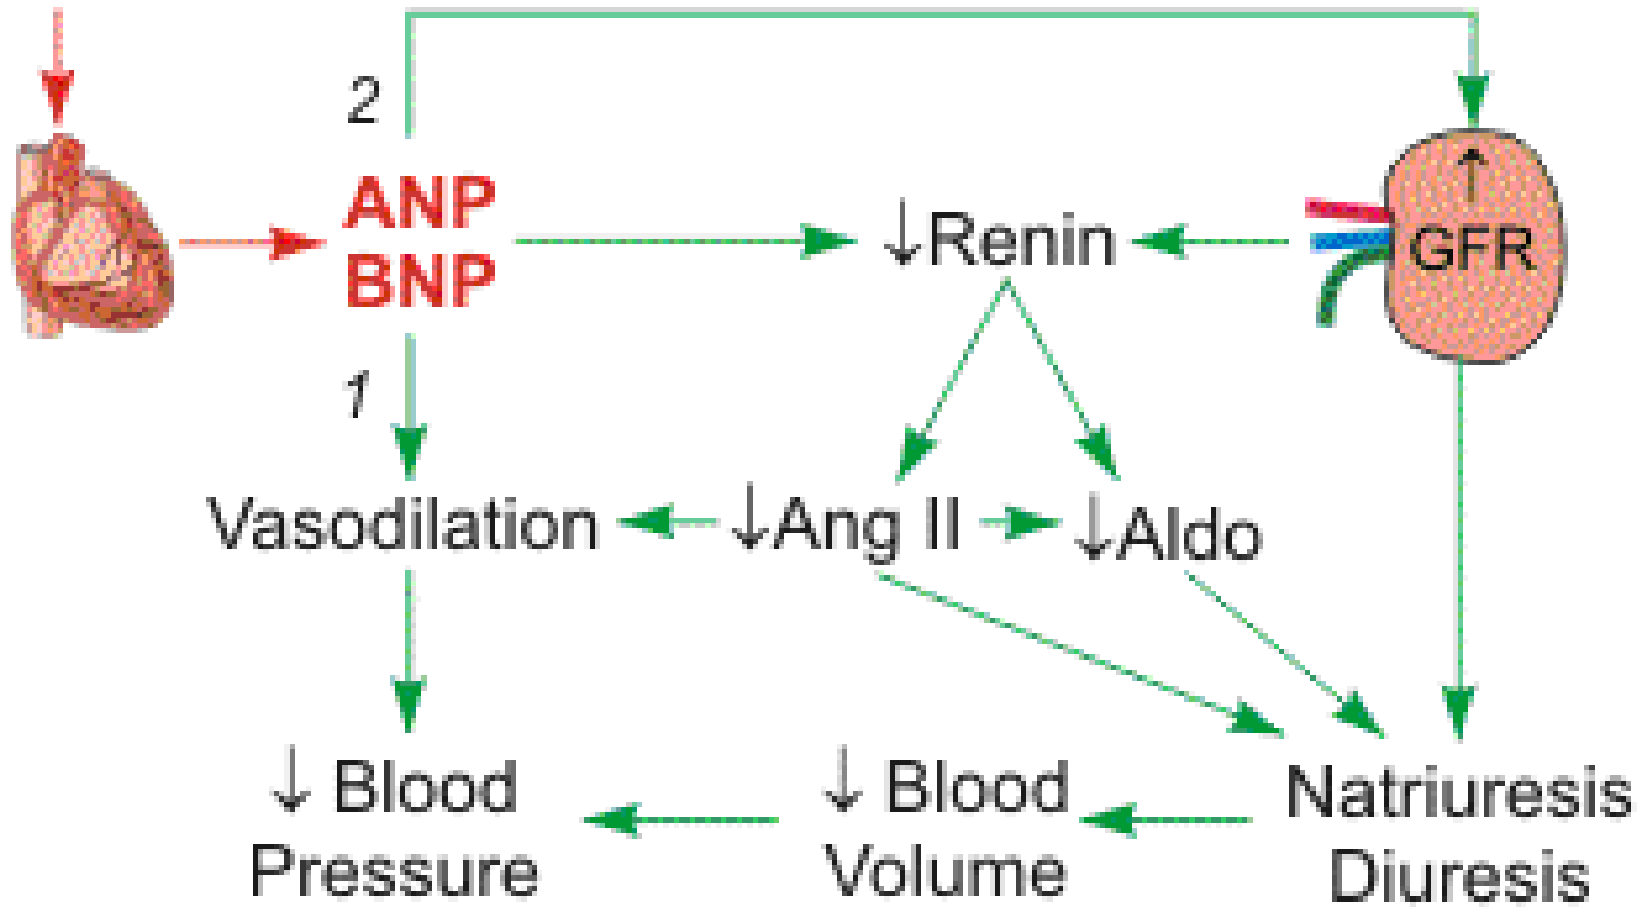 2
ANP
BNP
↓Renin
↑
GFR
1
Vasodilation
↓Ang II
↓Aldo
↓ Blood
Pressure
↓ Blood
Volume
Natriuresis
Diuresis